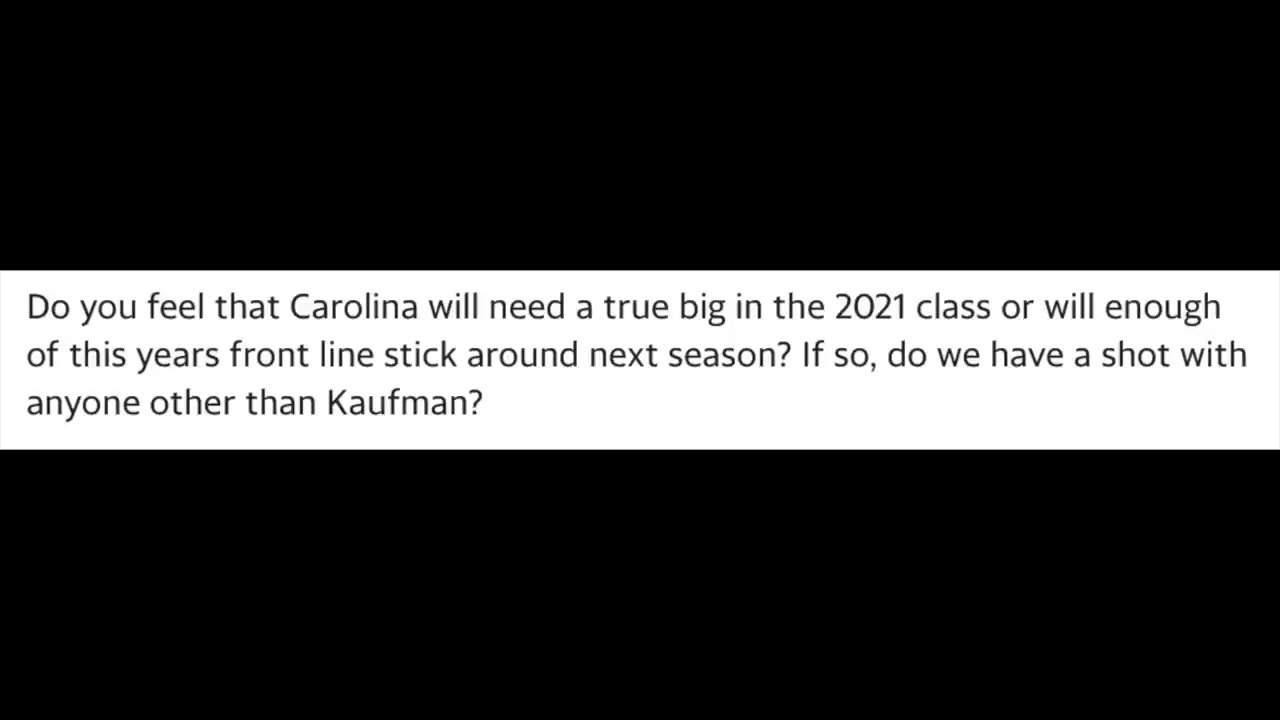 Do you feel that Carolina will need a true big in the 2021 class or will enough
of this years front line stick around next season? If so, do we have a shot with
anyone other than Kaufman?